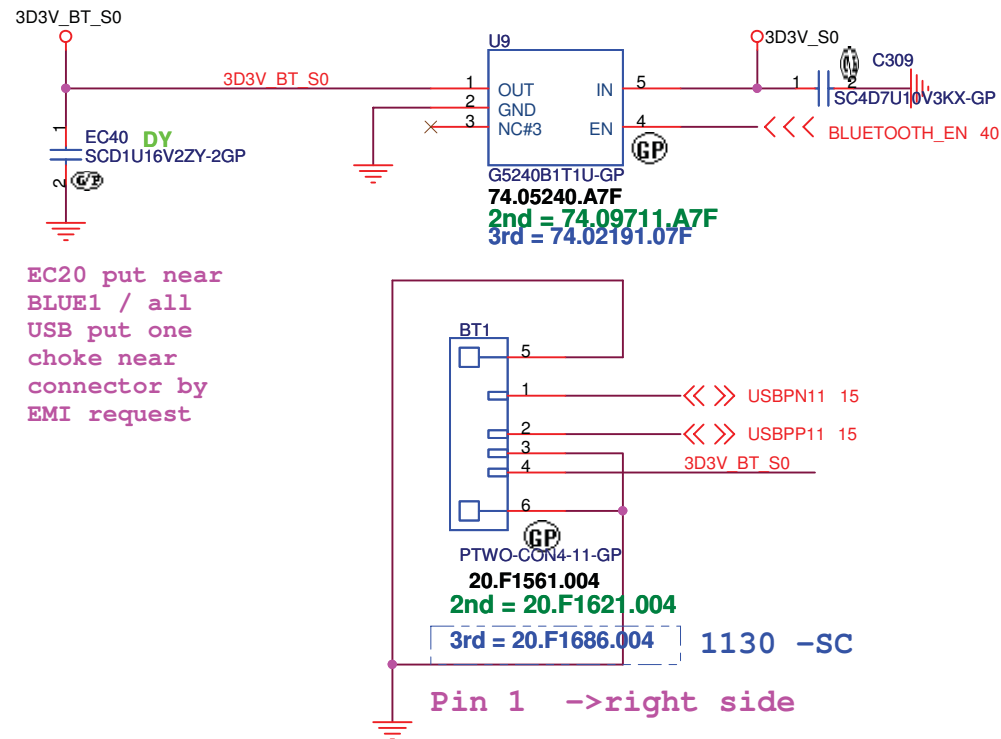 3D3V_BT_S0
3D3V_BT_S0
1
EC40 DY
SCD1U16V2ZY-2GP
2 G/P
U9
1 OUT
2 GND
3 NC#3
IN 5
EN 4
GP
G5240B1T1U-GP
74.05240.A7F
2nd = 74.09711.A7F
3rd = 74.02191.07F
3D3V_S0
C309
1 2
SC4D7U10V3KX-GP
BLUETOOTH_EN 40
EC20 put near
BLUE1 / all
USB put one
choke near
connector by
EMI request
BT1
5
1 USBPN11 15
2 USBPP11 15
3
4 3D3V_BT_S0
6
GP
PTWO-CON4-11-GP
20.F1561.004
2nd = 20.F1621.004
3rd = 20.F1686.004
1130 -SC
Pin 1 ->right side